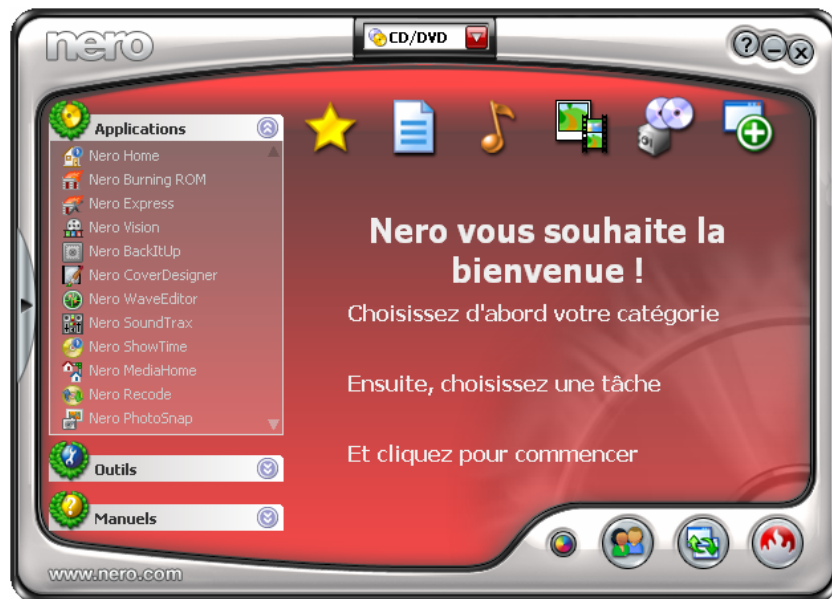 nero
CD/DVD
?
Applications
Nero Home
Nero Burning ROM
Nero Express
Nero Vision
Nero BackItUp
Nero CoverDesigner
Nero WaveEditor
Nero SoundTrax
Nero ShowTime
Nero MediaHome
Nero Recode
Nero PhotoSnap
Outils
Manuels
Nero vous souhaite la
bienvenue !
Choisissez d'abord votre catégorie
Ensuite, choisissez une tâche
Et cliquez pour commencer
www.nero.com